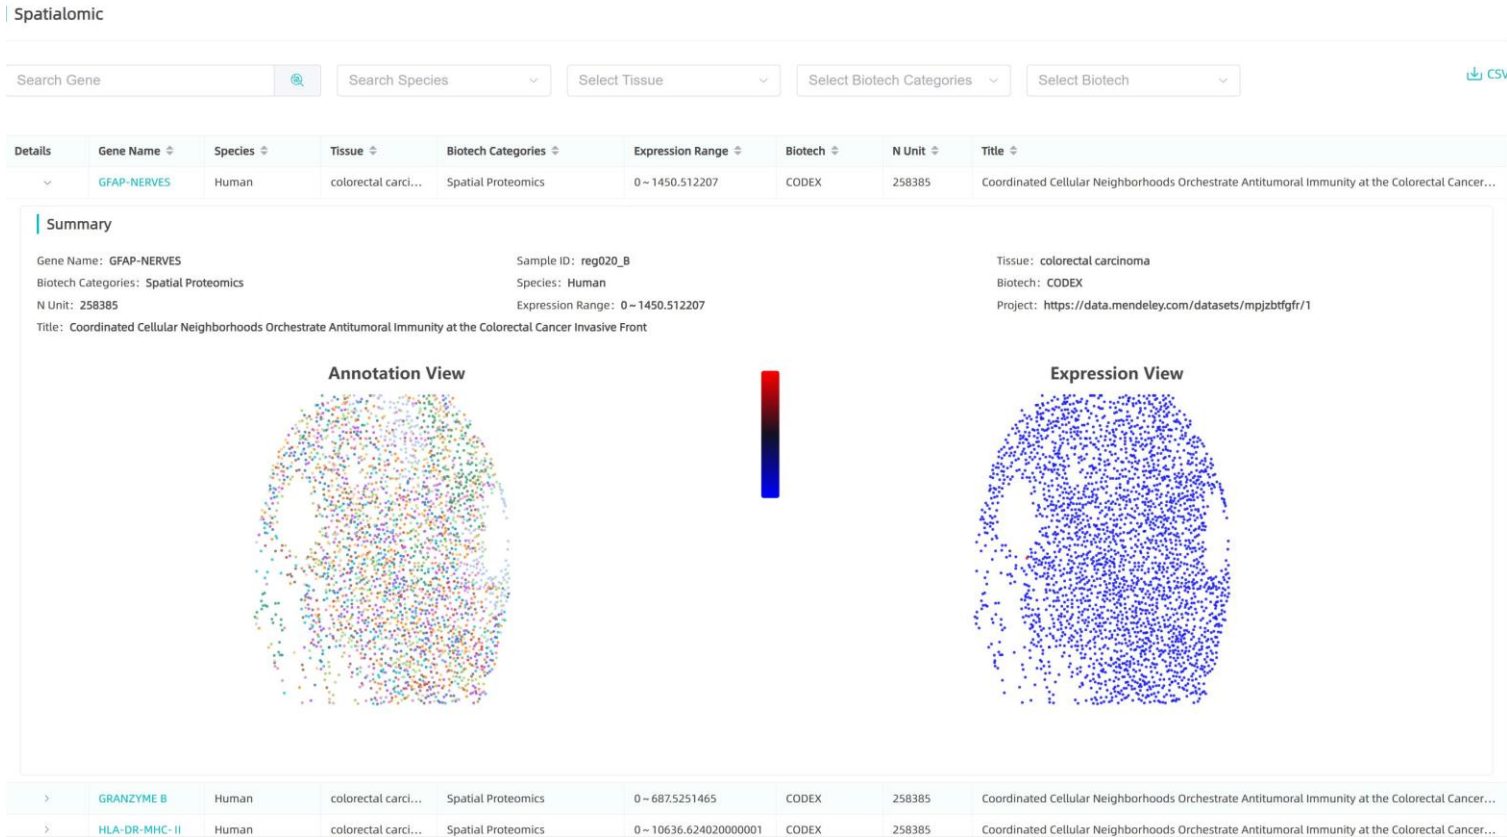 Spatialomic
Search Gene Search Species Select Tissue Select Biotech Categories Select Biotech CSV
Details Gene Name Species Tissue Biotech Categories Expression Range Biotech N Unit Title
GFAP-NERVES Human colorectal carci... Spatial Proteomics 0 ~ 1450.512207 CODEX 258385 Coordinated Cellular Neighborhoods Orchestrate Antitumoral Immunity at the Colorectal Cancer...
Summary
Gene Name: GFAP-NERVES Sample ID: reg020_B Tissue: colorectal carcinoma
Biotech Categories: Spatial Proteomics Species: Human Biotech: CODEX
N Unit: 258385 Expression Range: 0 ~ 1450.512207 Project: https://data.mendeley.com/datasets/mpjzbtfgfr/1
Title: Coordinated Cellular Neighborhoods Orchestrate Antitumoral Immunity at the Colorectal Cancer Invasive Front
Annotation View Expression View
GRANZYME B Human colorectal carci... Spatial Proteomics 0 ~ 687.5251465 CODEX 258385 Coordinated Cellular Neighborhoods Orchestrate Antitumoral Immunity at the Colorectal Cancer...
HLA-DR-MHC- II Human colorectal carci... Spatial Proteomics 0 ~ 10636.624020000001 CODEX 258385 Coordinated Cellular Neighborhoods Orchestrate Antitumoral Immunity at the Colorectal Cancer...